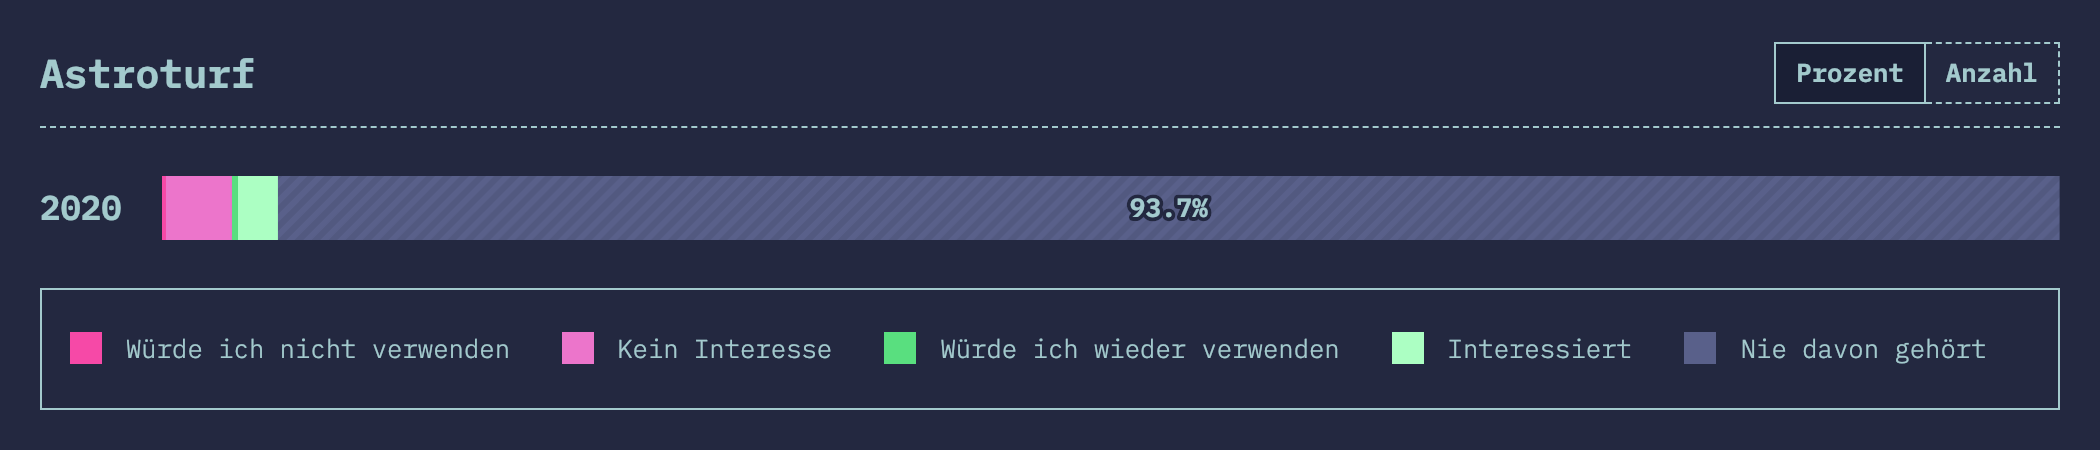 Astroturf
Prozent Anzahl
2020 93.7%
Würde ich nicht verwenden Kein Interesse Würde ich wieder verwenden Interessiert Nie davon gehört